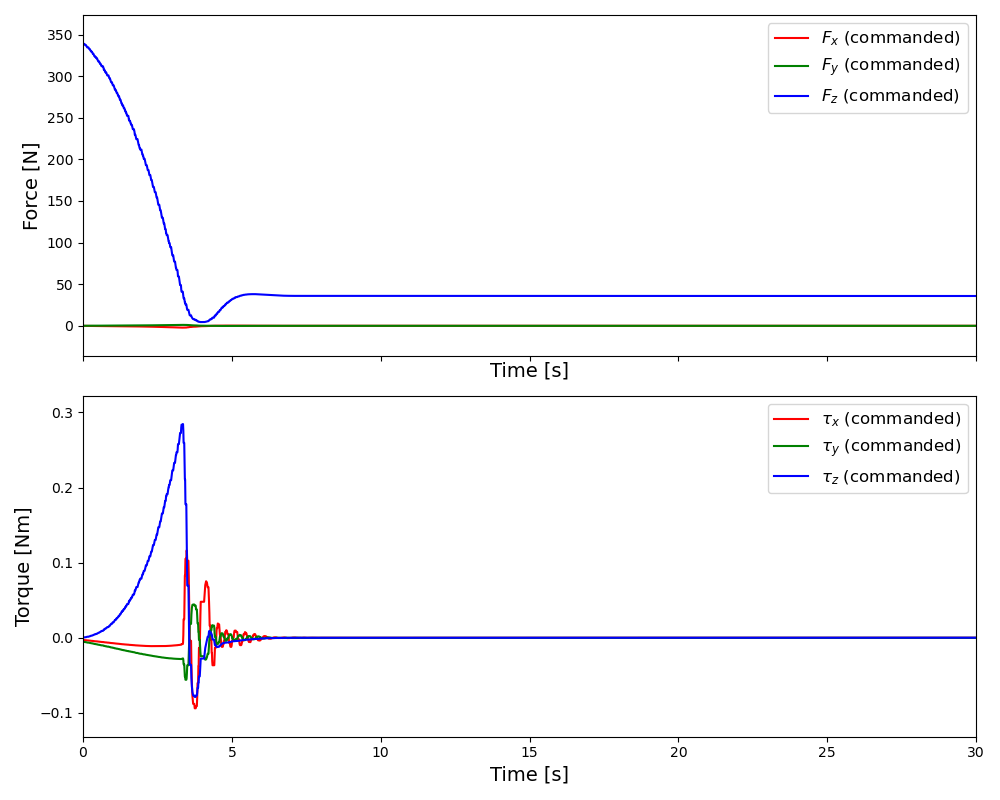 350
300
250
200
150
100
50
0
Force [N]
F_x (commanded)
F_y (commanded)
F_z (commanded)
Time [s]
0.3
0.2
0.1
0.0
−0.1
Torque [Nm]
τ_x (commanded)
τ_y (commanded)
τ_z (commanded)
0 5 10 15 20 25 30
Time [s]